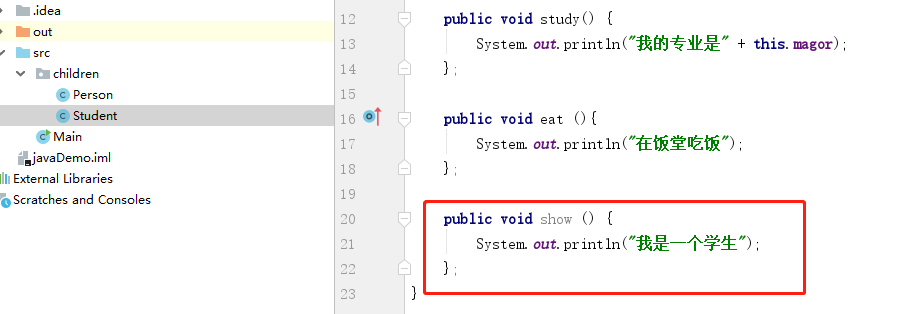 .idea
out
src
children
Person
Student
Main
javaDemo.iml
External Libraries
Scratches and Consoles
12 public void study() {
13 System.out.println("我的专业是" + this.magor);
14 };
15
16 public void eat (){
17 System.out.println("在饭堂吃饭");
18 };
19
20 public void show () {
21 System.out.println("我是一个学生");
22 };
23 }